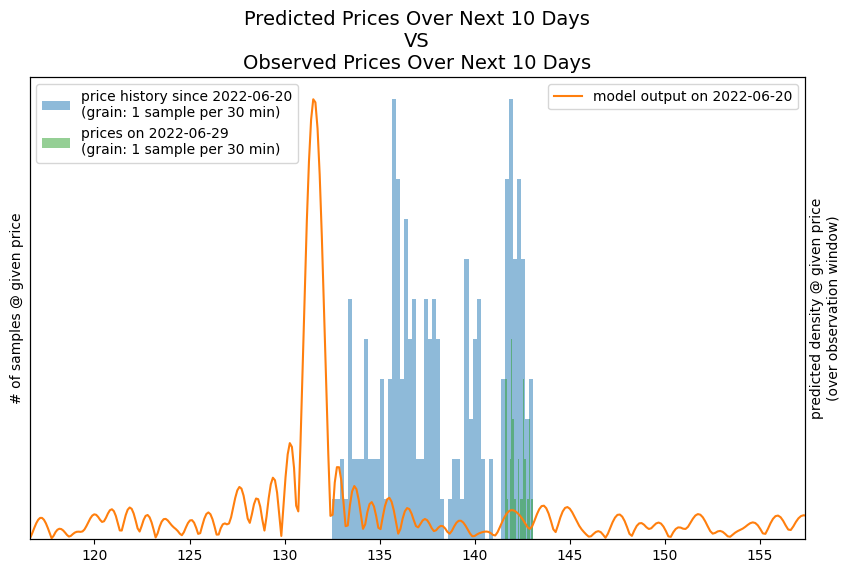 Predicted Prices Over Next 10 Days
VS
Observed Prices Over Next 10 Days
price history since 2022-06-20
(grain: 1 sample per 30 min)
prices on 2022-06-29
(grain: 1 sample per 30 min)
model output on 2022-06-20
# of samples @ given price
predicted density @ given price
(over observation window)
120 125 130 135 140 145 150 155